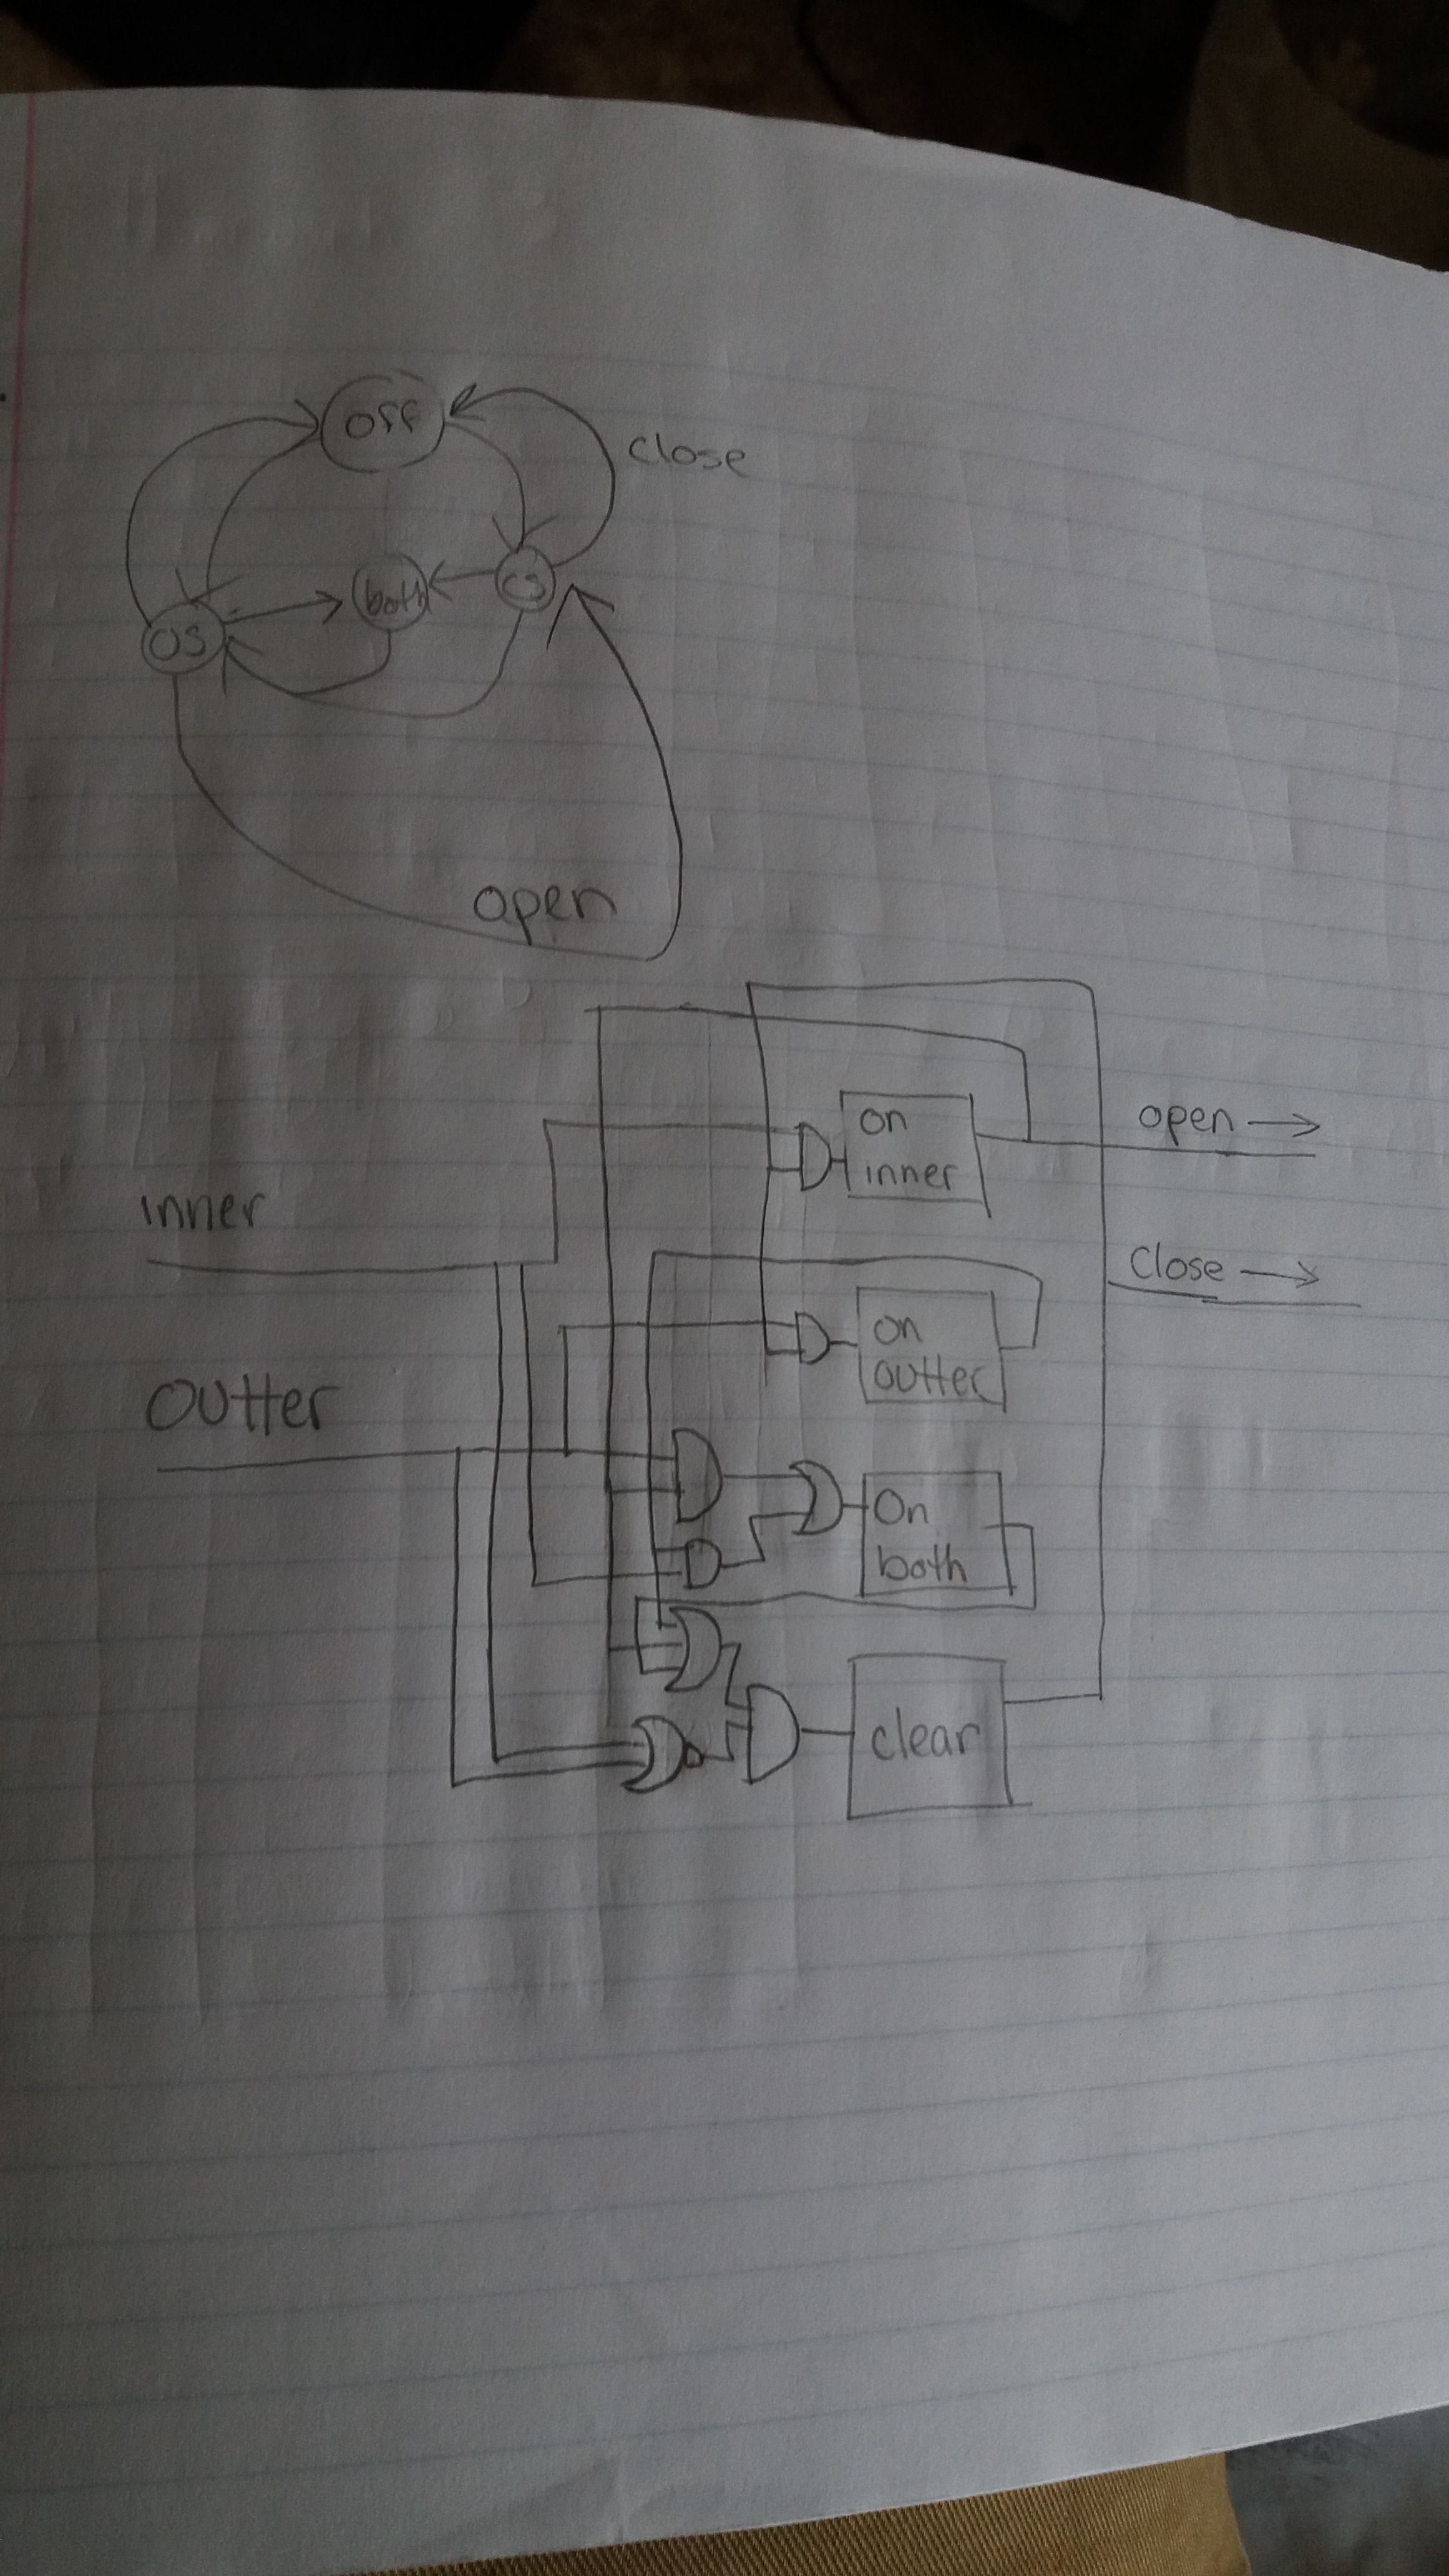 off
close
both
cs
os
open
on
inner
open
inner
close
on
outter
outter
on
both
clear